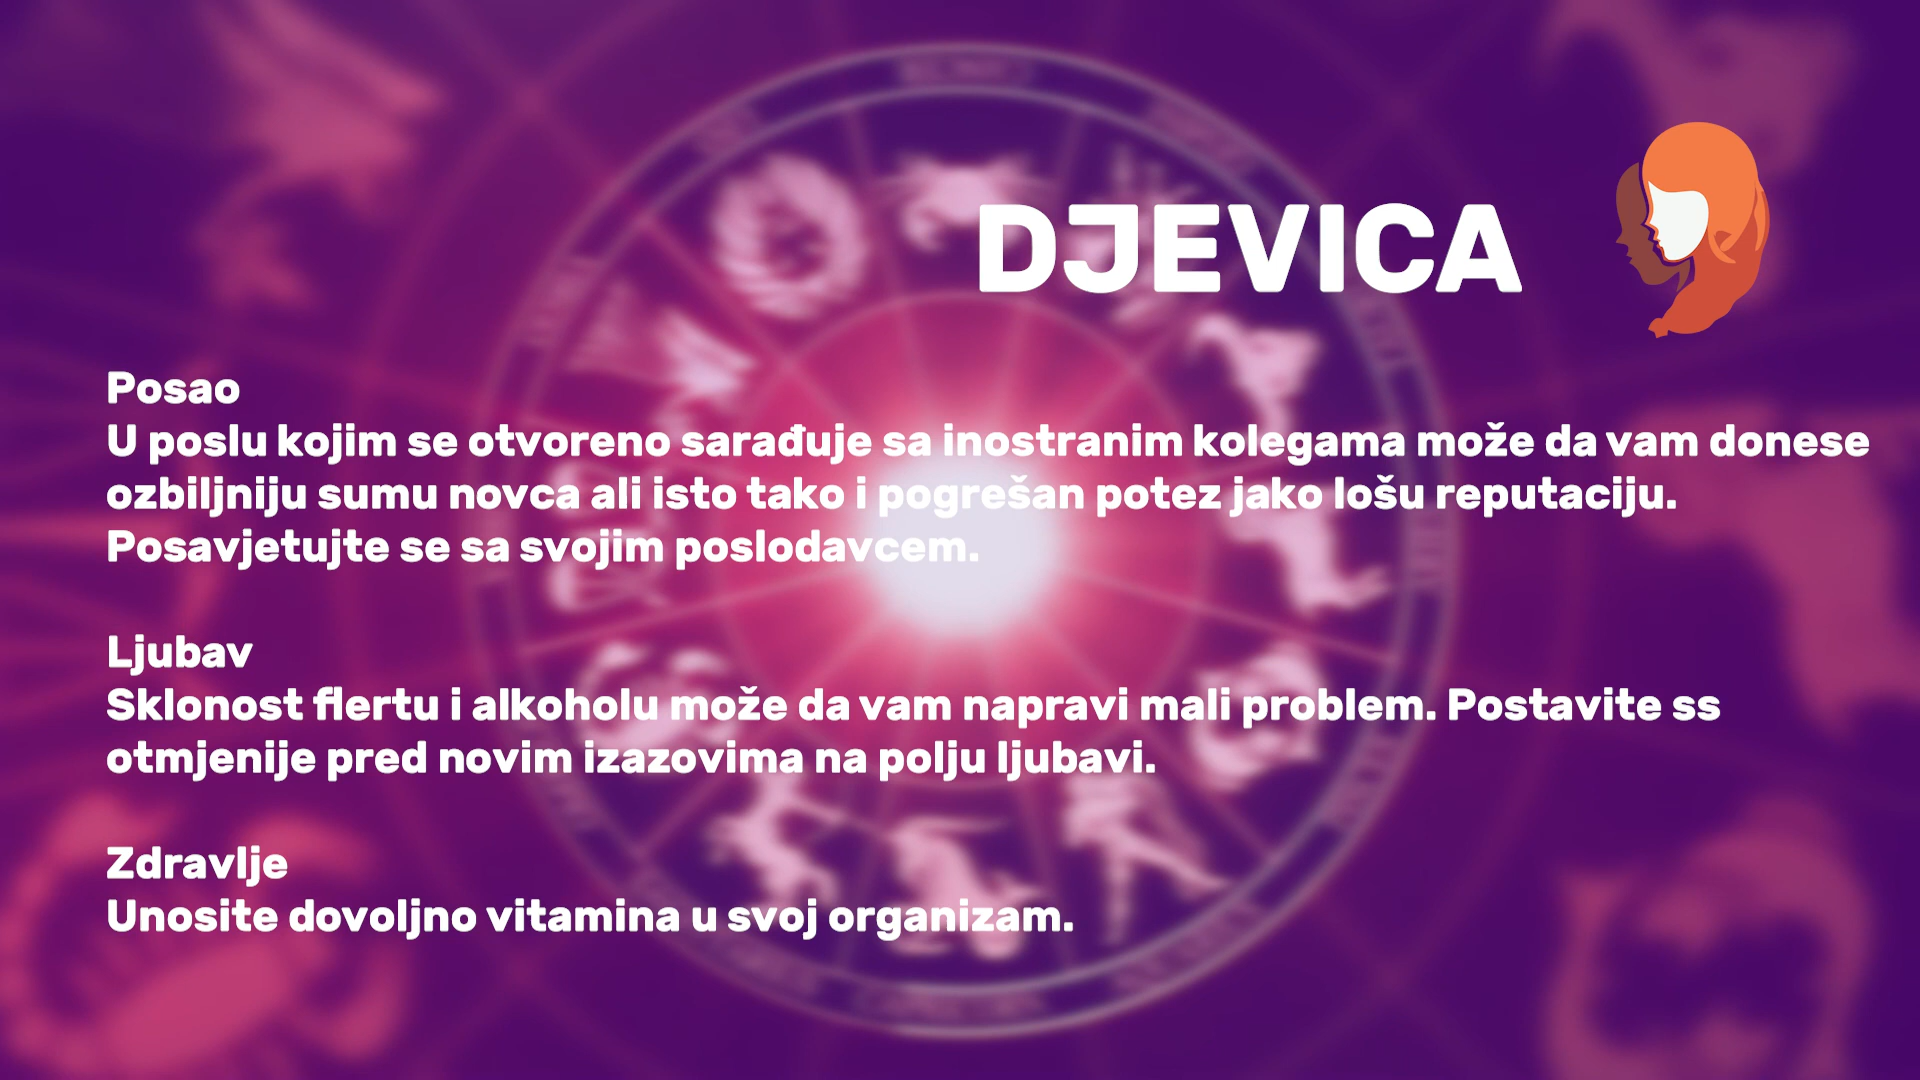 DJEVICA
Posao
U poslu kojim se otvoreno sarađuje sa inostranim kolegama može da vam donese
ozbiljniju sumu novca ali isto tako i pogrešan potez jako lošu reputaciju.
Posavjetujte se sa svojim poslodavcem.
Ljubav
Sklonost flertu i alkoholu može da vam napravi mali problem. Postavite ss
otmjenije pred novim izazovima na polju ljubavi.
Zdravlje
Unosite dovoljno vitamina u svoj organizam.